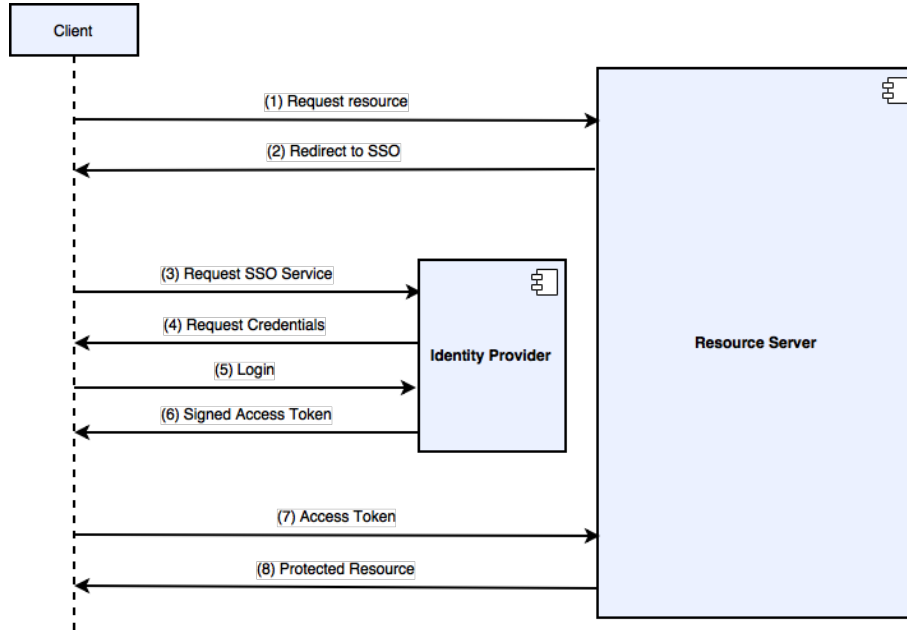 Client
(1) Request resource
(2) Redirect to SSO
(3) Request SSO Service
(4) Request Credentials
Identity Provider
Resource Server
(5) Login
(6) Signed Access Token
(7) Access Token
(8) Protected Resource